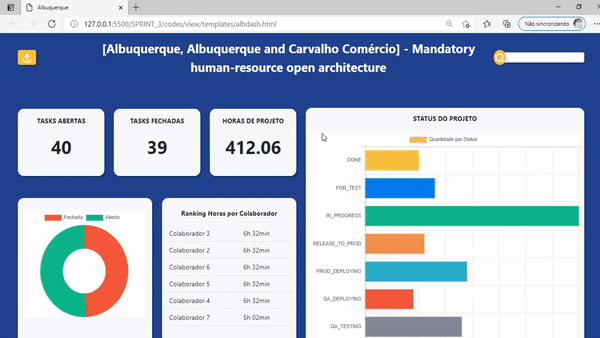 Albuquerque
127.0.0.1:5500/SPRINT_3/codes/view/templates/albdash.html
Não sincronizando
[Albuquerque, Albuquerque and Carvalho Comércio] - Mandatory
human-resource open architecture
TASKS ABERTAS
40
TASKS FECHADAS
39
HORAS DE PROJETO
412.06
STATUS DO PROJETO
Quantidade por Status
DONE
FOR_TEST
IN_PROGRESS
RELEASE_TO_PROD
PROD_DEPLOYING
QA_DEPLOYING
QA_TESTING
Fechada
Aberta
Ranking Horas por Colaborador
Colaborador 3 6h 32min
Colaborador 2 6h 32min
Colaborador 6 6h 32min
Colaborador 5 6h 32min
Colaborador 4 6h 32min
Colaborador 7 5h 02min